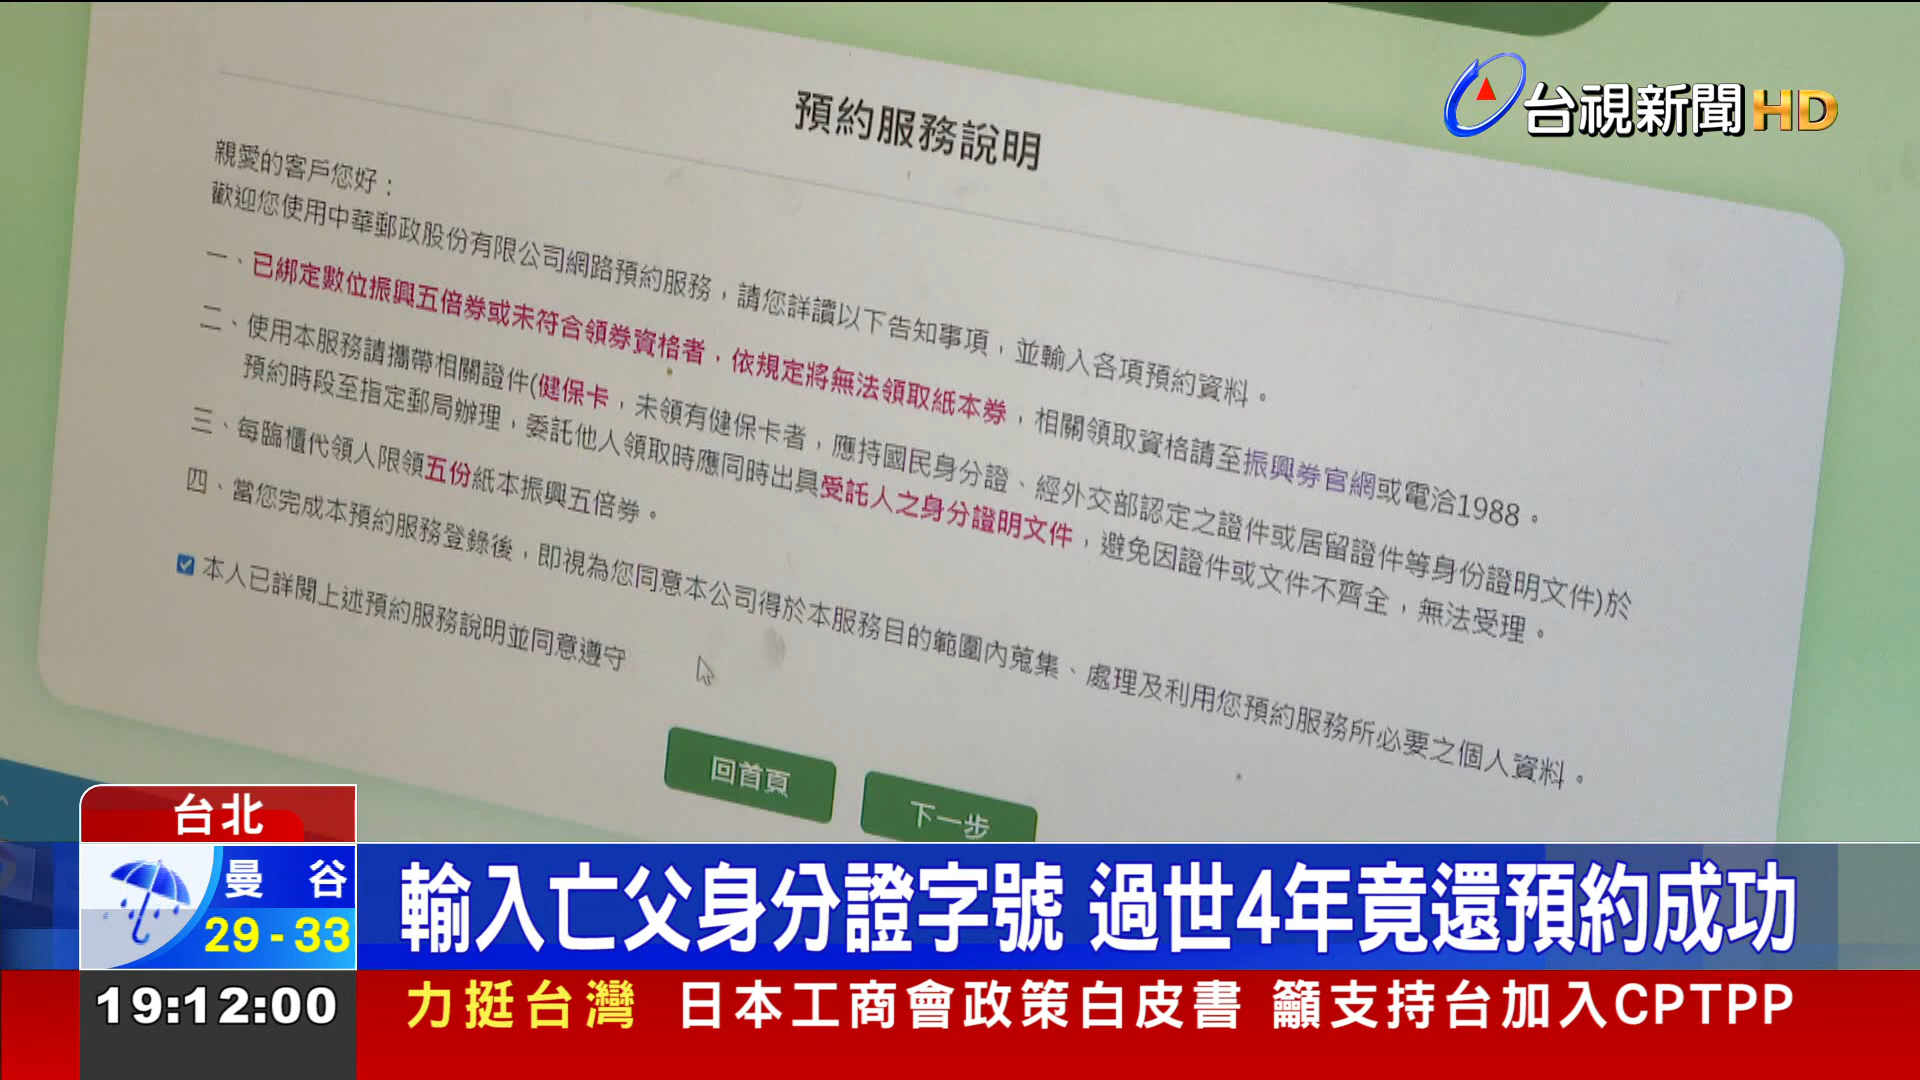 台視新聞HD
預約服務說明
親愛的客戶您好：
歡迎您使用中華郵政股份有限公司網路預約服務，請您詳讀以下告知事項，並輸入各項預約資料。
一、已綁定數位振興五倍券或未符合領券資格者，依規定將無法領取紙本券，相關領取資格請至振興券官網或電洽1988。
二、使用本服務請攜帶相關證件(健保卡，未領有健保卡者，應持國民身分證、經外交部認定之證件或居留證件等身份證明文件)於
預約時段至指定郵局辦理，委託他人領取時應同時出具受託人之身分證明文件，避免因證件或文件不齊全，無法受理。
三、每臨櫃代領人限領五份紙本振興五倍券。
四、當您完成本預約服務登錄後，即視為您同意本公司得於本服務目的範圍內蒐集、處理及利用您預約服務所必要之個人資料。
本人已詳閱上述預約服務說明並同意遵守
回首頁
下一步
台北
曼谷
29-33
輸入亡父身分證字號 過世4年竟還預約成功
19:12:00
力挺台灣 日本工商會政策白皮書 籲支持台加入CPTPP